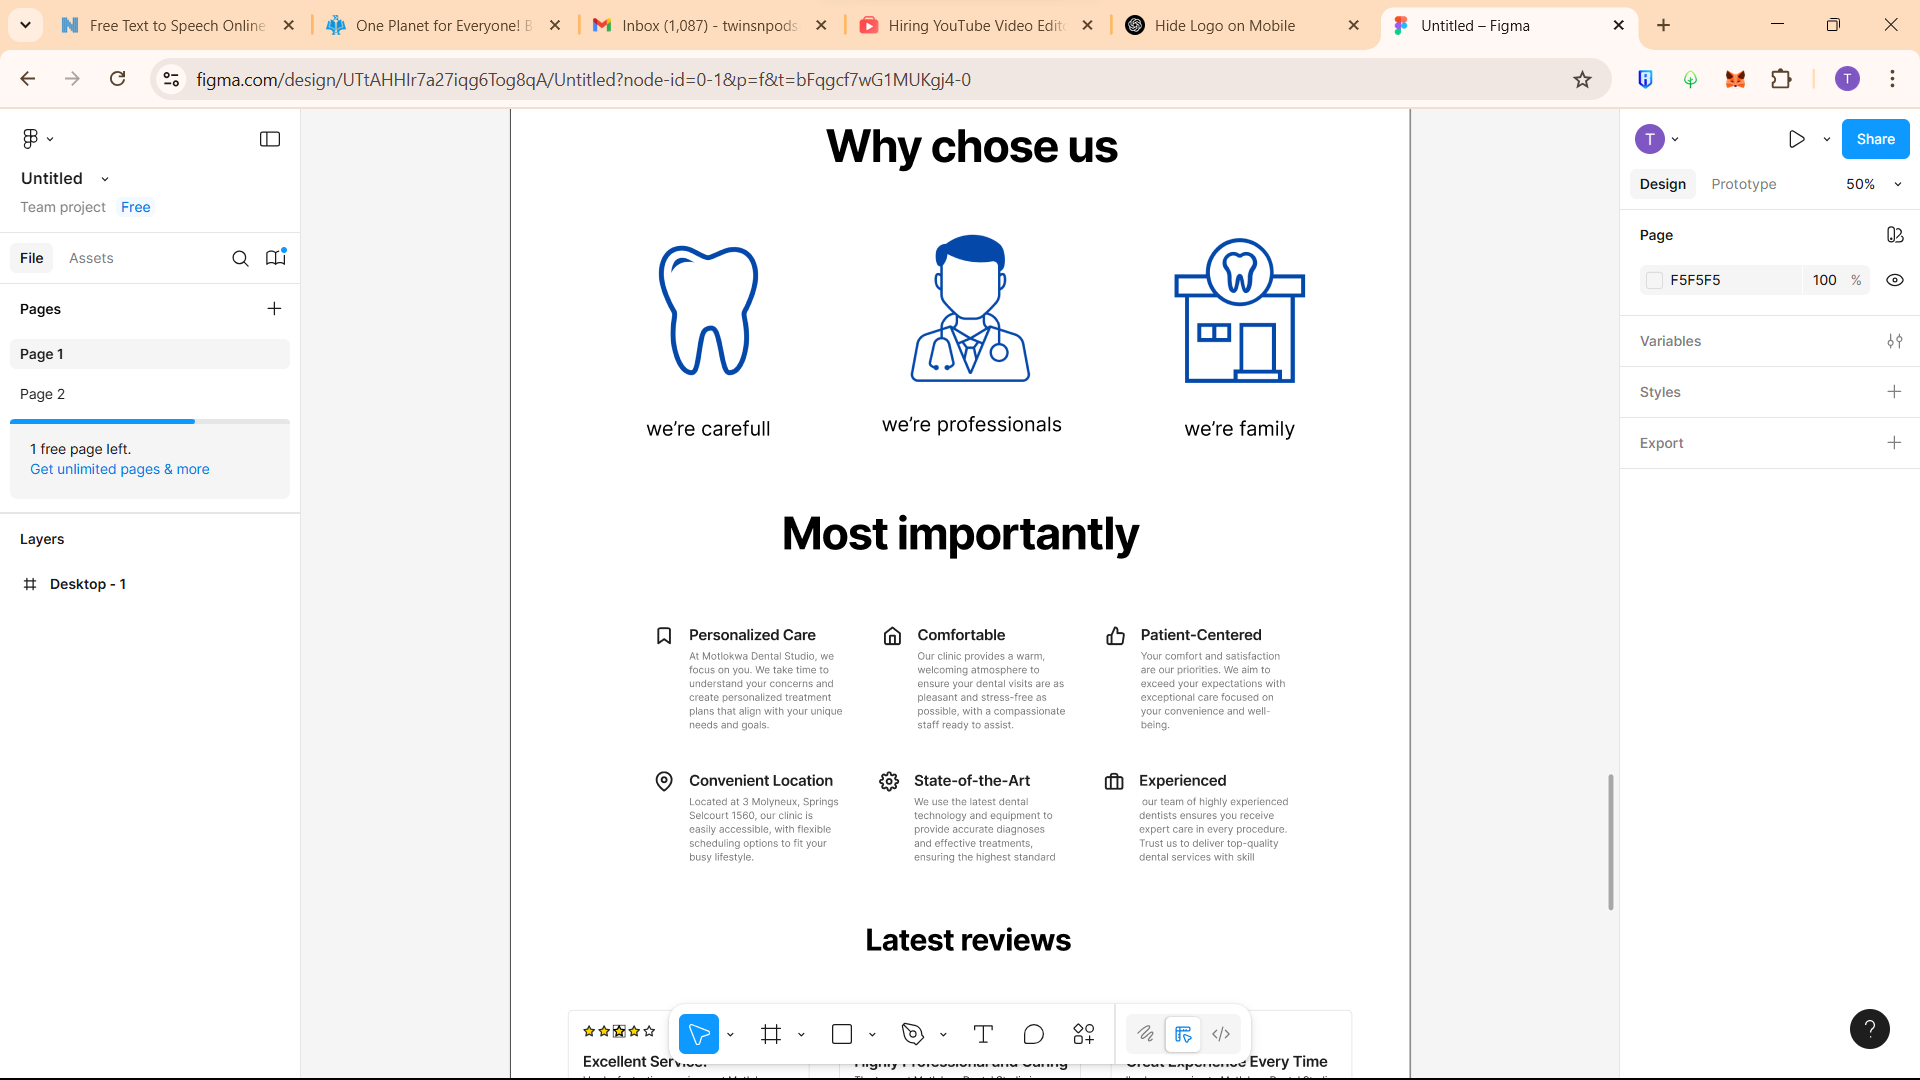 Free Text to Speech Online
One Planet for Everyone! B
Inbox (1,087) - twinsnpods
Hiring YouTube Video Edito
Hide Logo on Mobile
Untitled – Figma
figma.com/design/UTtAHHIr7a27iqg6Tog8qA/Untitled?node-id=0-1&p=f&t=bFqgcf7wG1MUKgj4-0
T
Untitled
Team project Free
File Assets
Pages
Page 1
Page 2
1 free page left.
Get unlimited pages & more
Layers
Desktop - 1
Why chose us
we're carefull
we're professionals
we're family
Most importantly
Personalized Care
At Motlokwa Dental Studio, we
focus on you. We take time to
understand your concerns and
create personalized treatment
plans that align with your unique
needs and goals.
Comfortable
Our clinic provides a warm,
welcoming atmosphere to
ensure your dental visits are as
pleasant and stress-free as
possible, with a compassionate
staff ready to assist.
Patient-Centered
Your comfort and satisfaction
are our priorities. We aim to
exceed your expectations with
exceptional care focused on
your convenience and well-
being.
Convenient Location
Located at 3 Molyneux, Springs
Selcourt 1560, our clinic is
easily accessible, with flexible
scheduling options to fit your
busy lifestyle.
State-of-the-Art
We use the latest dental
technology and equipment to
provide accurate diagnoses
and effective treatments,
ensuring the highest standard
Experienced
our team of highly experienced
dentists ensures you receive
expert care in every procedure.
Trust us to deliver top-quality
dental services with skill
Latest reviews
Excellent Service!
Highly Professional and Caring
Great Experience Every Time
T
Share
Design Prototype 50%
Page
F5F5F5 100 %
Variables
Styles
Export
?